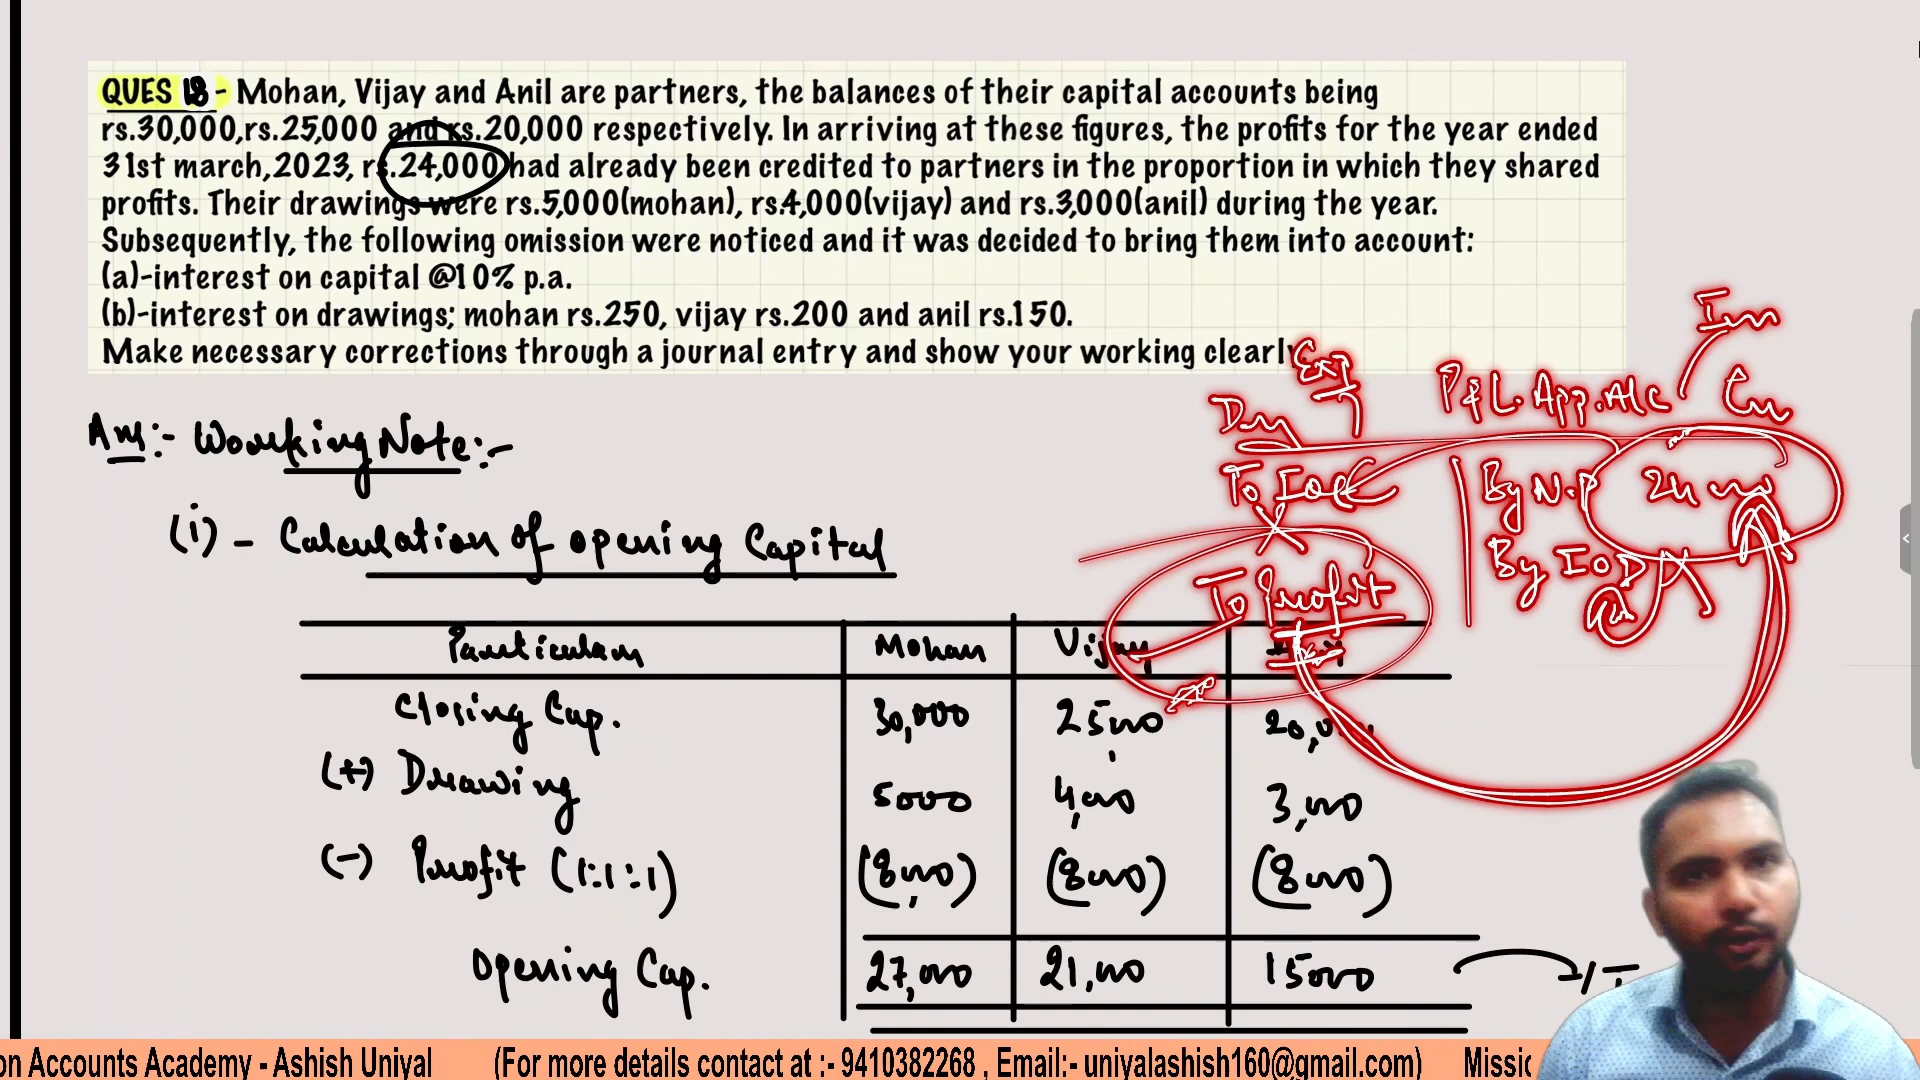 QUES 18 - Mohan, Vijay and Anil are partners, the balances of their capital accounts being
rs.30,000,rs.25,000 and rs.20,000 respectively. In arriving at these figures, the profits for the year ended
31st march,2023, rs.24,000 had already been credited to partners in the proportion in which they shared
profits. Their drawings were rs.5,000(mohan), rs.4,000(vijay) and rs.3,000(anil) during the year.
Subsequently, the following omission were noticed and it was decided to bring them into account:
(a)-interest on capital @10% p.a.
(b)-interest on drawings; mohan rs.250, vijay rs.200 and anil rs.150.
Make necessary corrections through a journal entry and show your working clearly
Exp
P&L. App. A/c
To IOC
By N.P
By IOD
To Profit
Ans:- Working Note:-
(i) - Calculation of opening Capital
Particulars Mohan Vijay
Closing Cap. 30,000 25,000 20,000
(+) Drawing 5000 4,000 3,000
(-) Profit (1:1:1) (8,000) (8000) (8000)
Opening Cap. 27,000 21,000 15000
on Accounts Academy - Ashish Uniyal (For more details contact at :- 9410382268 , Email:- uniyalashish160@gmail.com) Missic